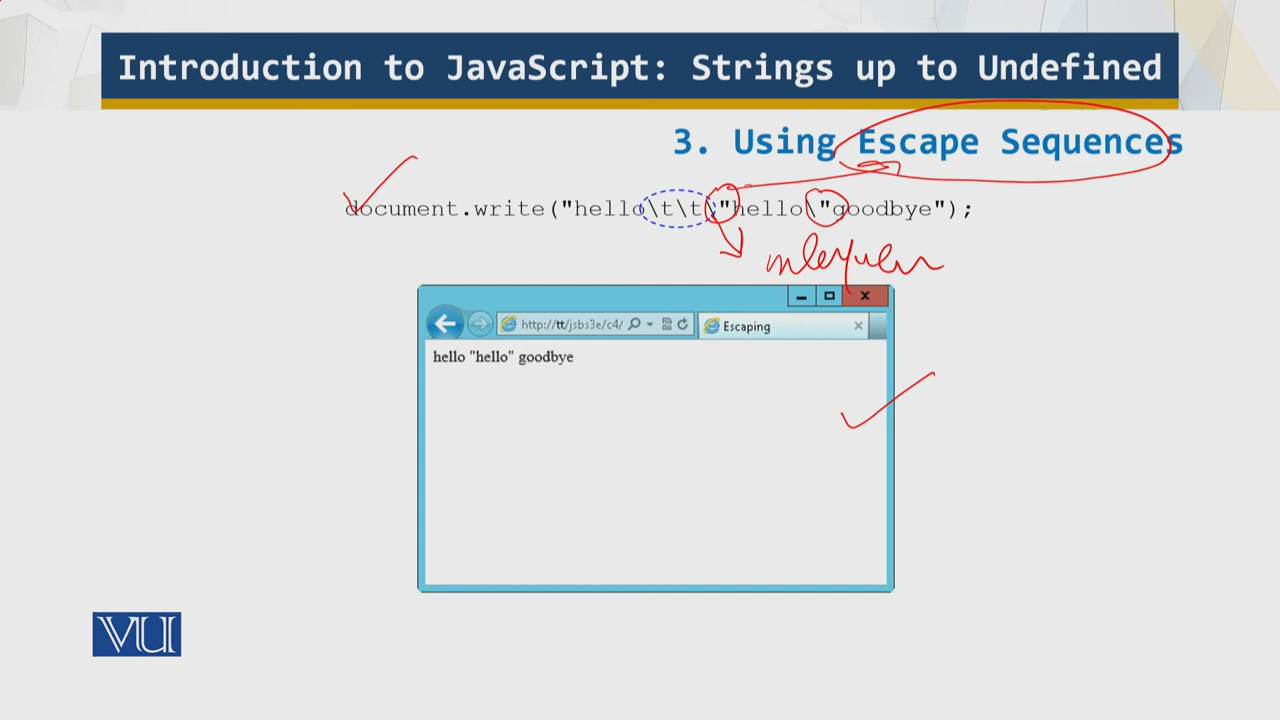 Introduction to JavaScript: Strings up to Undefined
3. Using Escape Sequences
document.write("hello\t\t\"hello\"goodbye");
http://tt/jsbs3e/c4/
Escaping
hello "hello" goodbye
VU